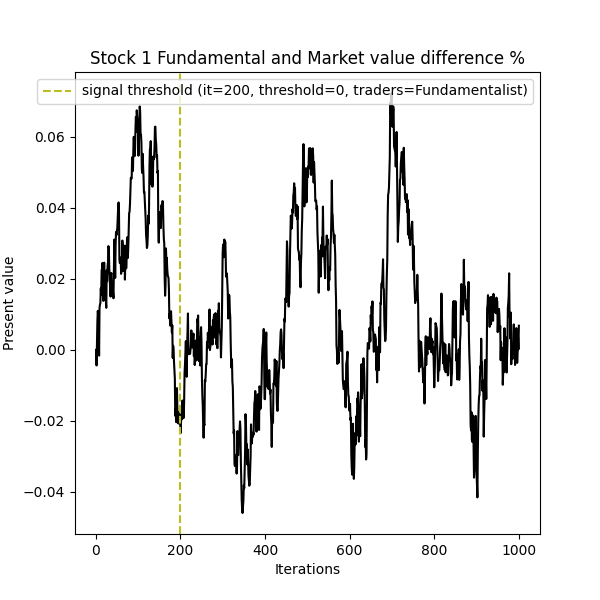 Stock 1 Fundamental and Market value difference %
signal threshold (it=200, threshold=0, traders=Fundamentalist)
0.06
0.04
0.02
0.00
−0.02
−0.04
Present value
0 200 400 600 800 1000
Iterations